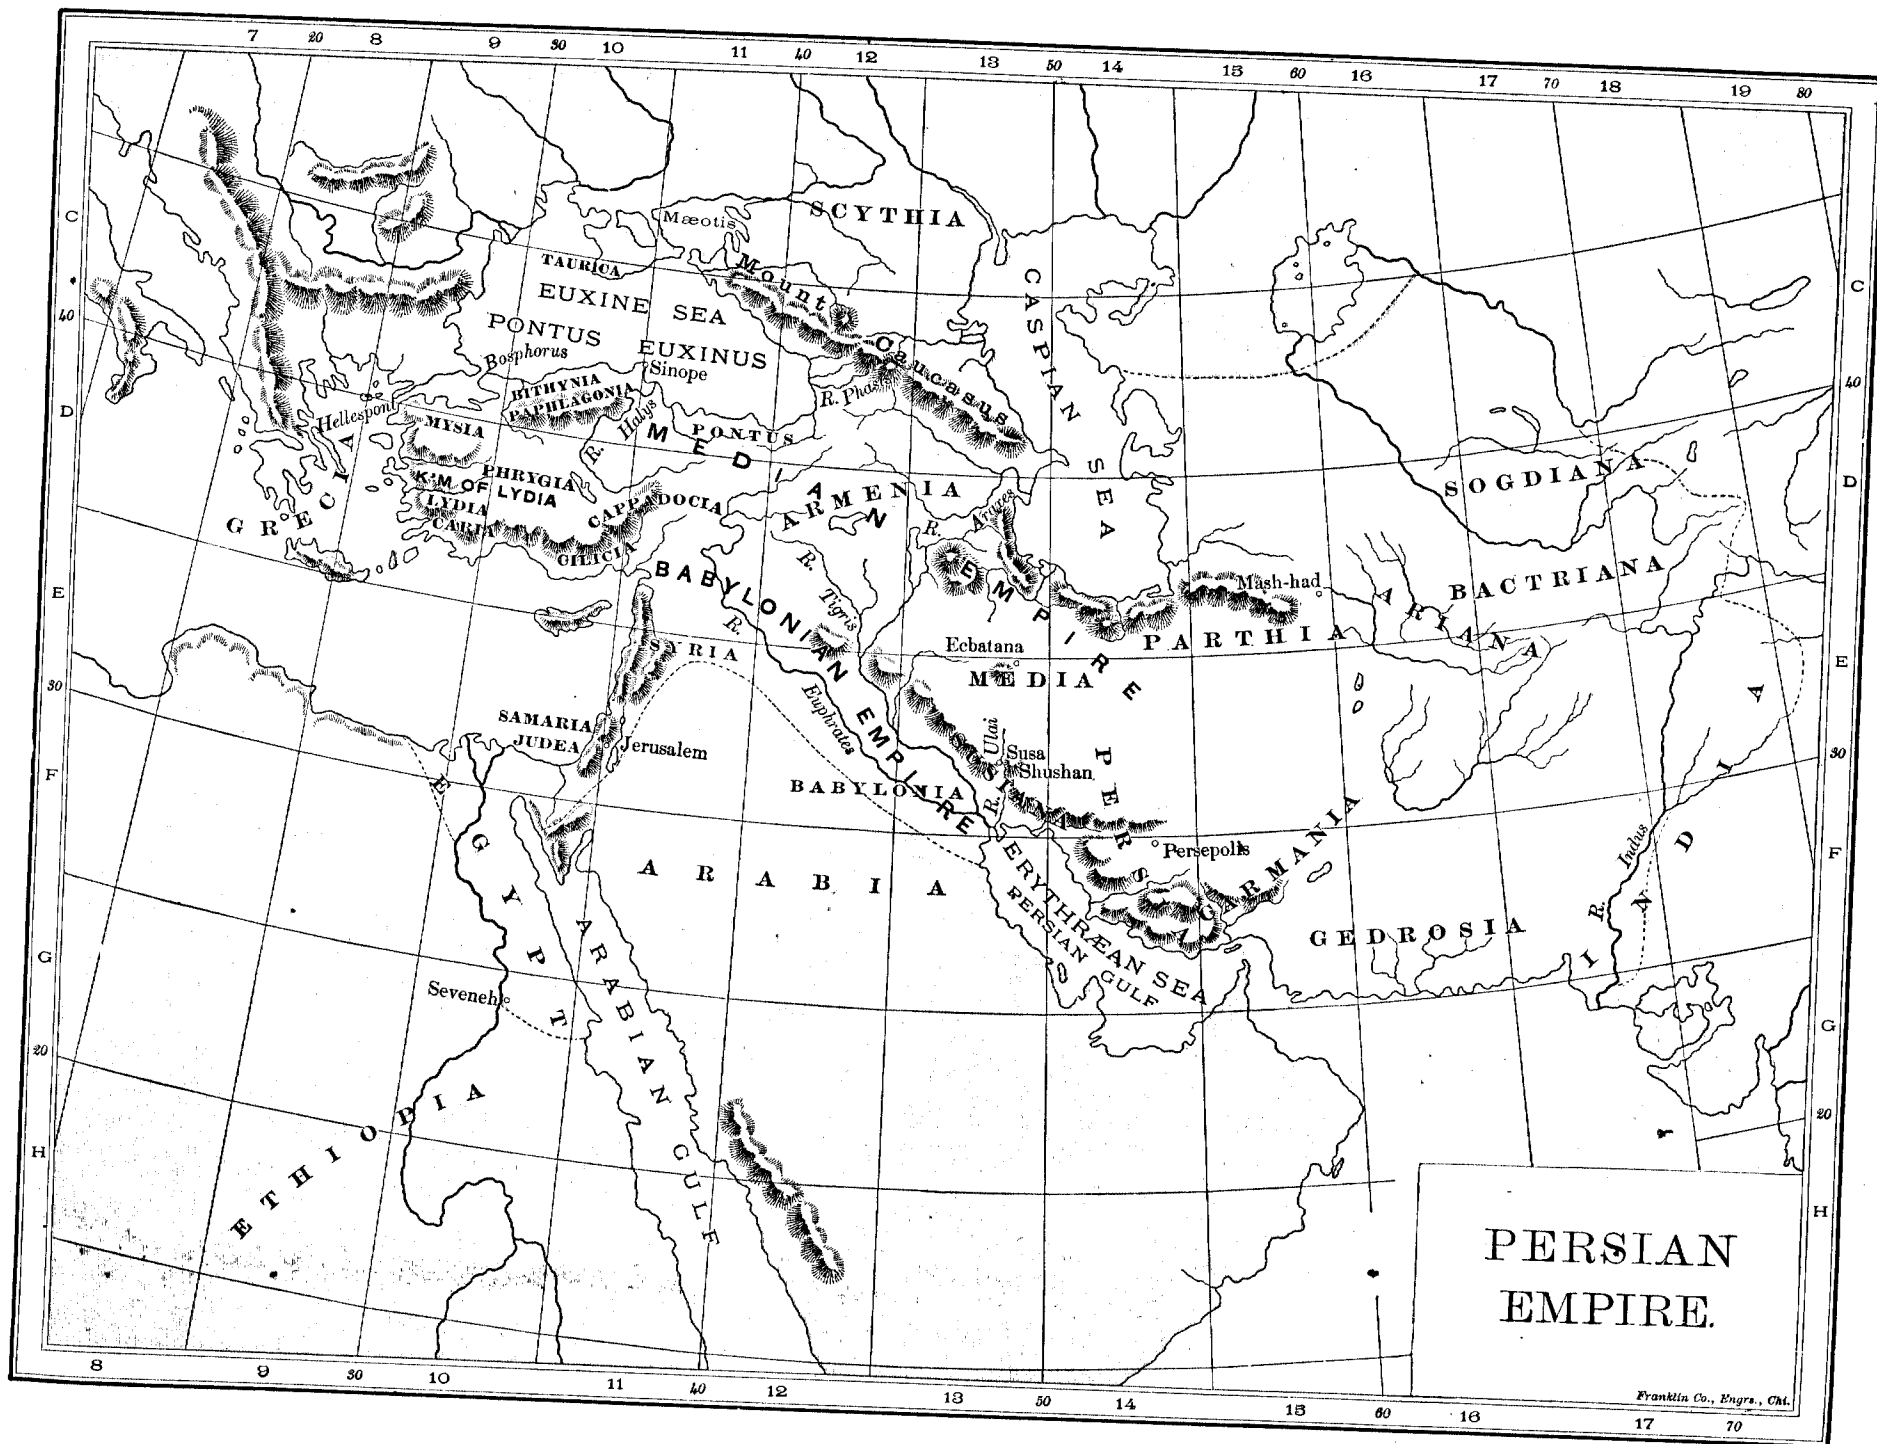 7 20 8 9 30 10 11 40 12 13 50 14 15 60 16 17 70 18 19 80
C
40
D
E
30
F
G
20
H
C
40
D
E
30
F
G
20
H
8 9 30 10 11 40 12 13 50 14 15 60 16 17 70
SCYTHIA
Mæotis
TAURICA
Mount Caucasus
EUXINE SEA
PONTUS EUXINUS
CASPIAN SEA
Bosphorus
Sinope
BITHYNIA
PAPHLAGONIA
R. Phasis
Hellespont
MYSIA
R. Halys
PONTUS
MEDIAN EMPIRE
PHRYGIA
K'M OF LYDIA
LYDIA
CARIA
CAPPADOCIA
CILICIA
ARMENIA
R. Araxes
GRECIA
SOGDIANA
BACTRIANA
Mash-had
ARIANA
PARTHIA
BABYLONIAN EMPIRE
R. Tigris
Ecbatana
MEDIA
SYRIA
R. Euphrates
SAMARIA
JUDEA
Jerusalem
R. Ulai
Susa
Shushan
SUSIANA
BABYLONIA
PERSIA
Persepolis
CARMANIA
EGYPT
ARABIA
ERYTHRÆAN SEA
PERSIAN GULF
GEDROSIA
R. Indus
INDIA
Seveneh
ARABIAN GULF
ETHIOPIA
PERSIAN
EMPIRE.
Franklin Co., Engrs., Chi.